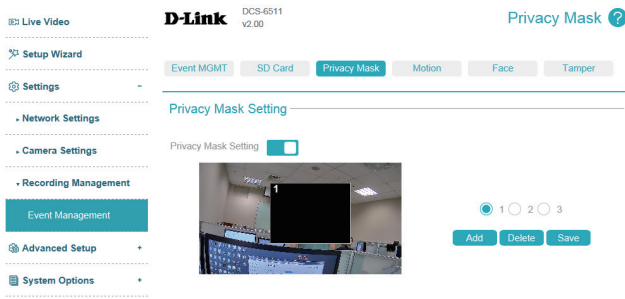 Live Video
Setup Wizard
Settings -
Network Settings
Camera Settings
Recording Management
Event Management
Advanced Setup +
System Options +
D-Link DCS-6511
v2.00
Privacy Mask ?
Event MGMT SD Card Privacy Mask Motion Face Tamper
Privacy Mask Setting
Privacy Mask Setting
1
1 2 3
Add Delete Save